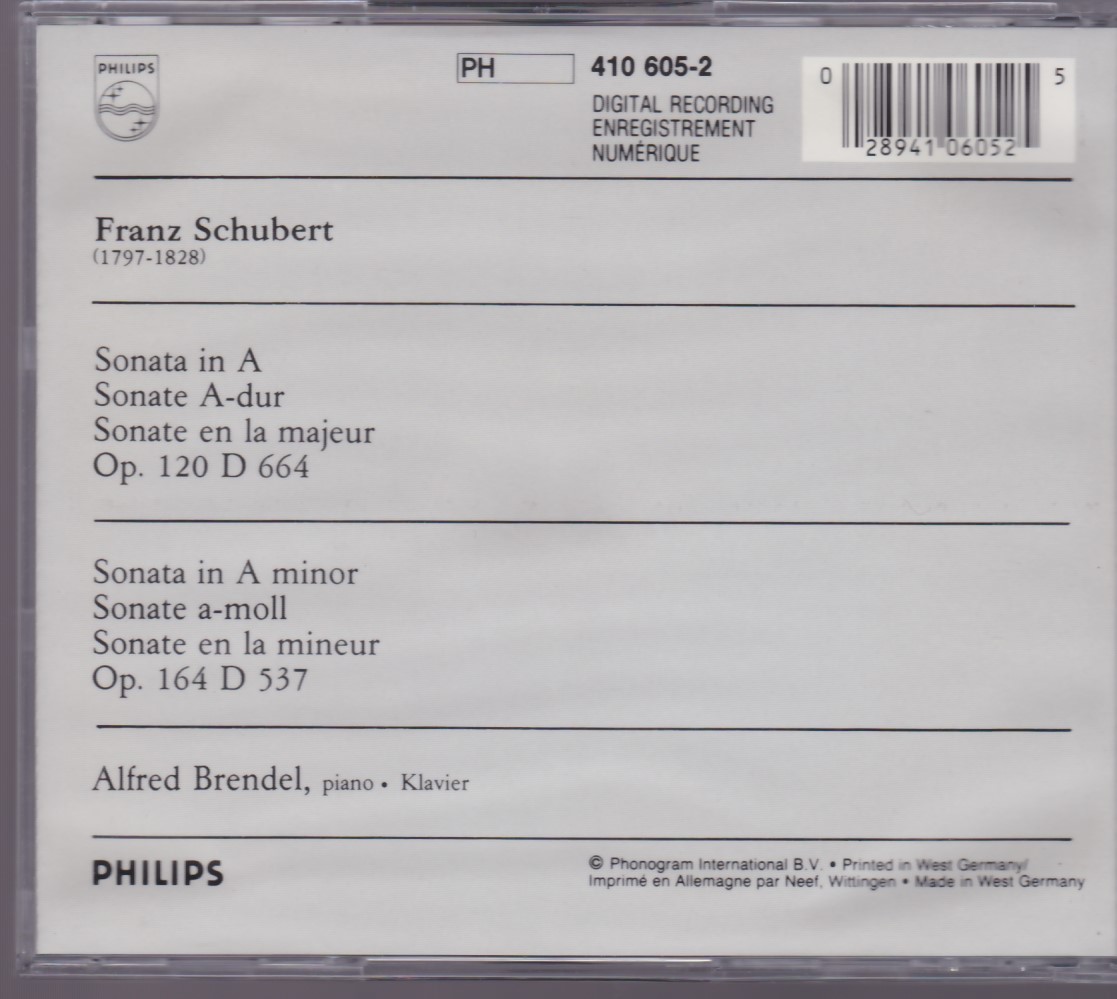 PHILIPS
PH
410 605-2
DIGITAL RECORDING
ENREGISTREMENT
NUMÉRIQUE
0 28941 06052 5
Franz Schubert
(1797-1828)
Sonata in A
Sonate A-dur
Sonate en la majeur
Op. 120 D 664
Sonata in A minor
Sonate a-moll
Sonate en la mineur
Op. 164 D 537
Alfred Brendel, piano • Klavier
PHILIPS
© Phonogram International B.V. • Printed in West Germany/
Imprimé en Allemagne par Neef, Wittingen • Made in West Germany